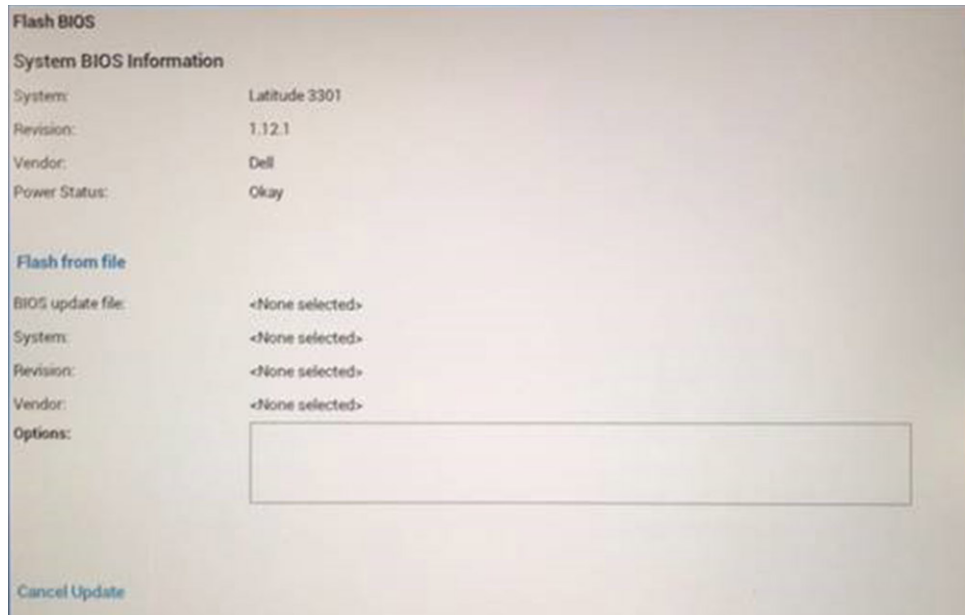 Flash BIOS
System BIOS Information
System: Latitude 3301
Revision: 1.12.1
Vendor: Dell
Power Status: Okay
Flash from file
BIOS update file: <None selected>
System: <None selected>
Revision: <None selected>
Vendor: <None selected>
Options:
Cancel Update